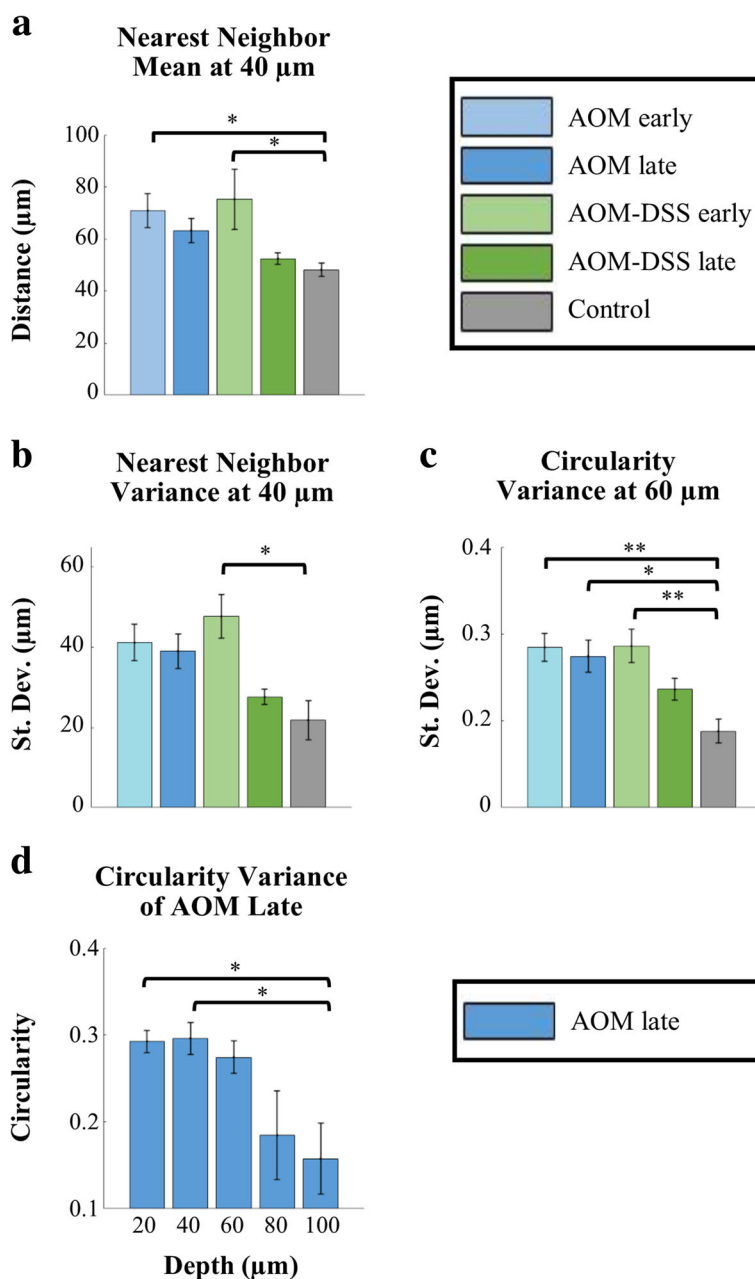 a
Nearest Neighbor
Mean at 40 µm
*
*
100
80
60
40
20
0
Distance (µm)
AOM early
AOM late
AOM-DSS early
AOM-DSS late
Control
b
Nearest Neighbor
Variance at 40 µm
*
60
40
20
0
St. Dev. (µm)
c
Circularity
Variance at 60 µm
**
*
**
0.4
0.3
0.2
0
St. Dev. (µm)
d
Circularity Variance
of AOM Late
*
*
0.4
0.3
0.2
0.1
Circularity
20 40 60 80 100
Depth (µm)
AOM late